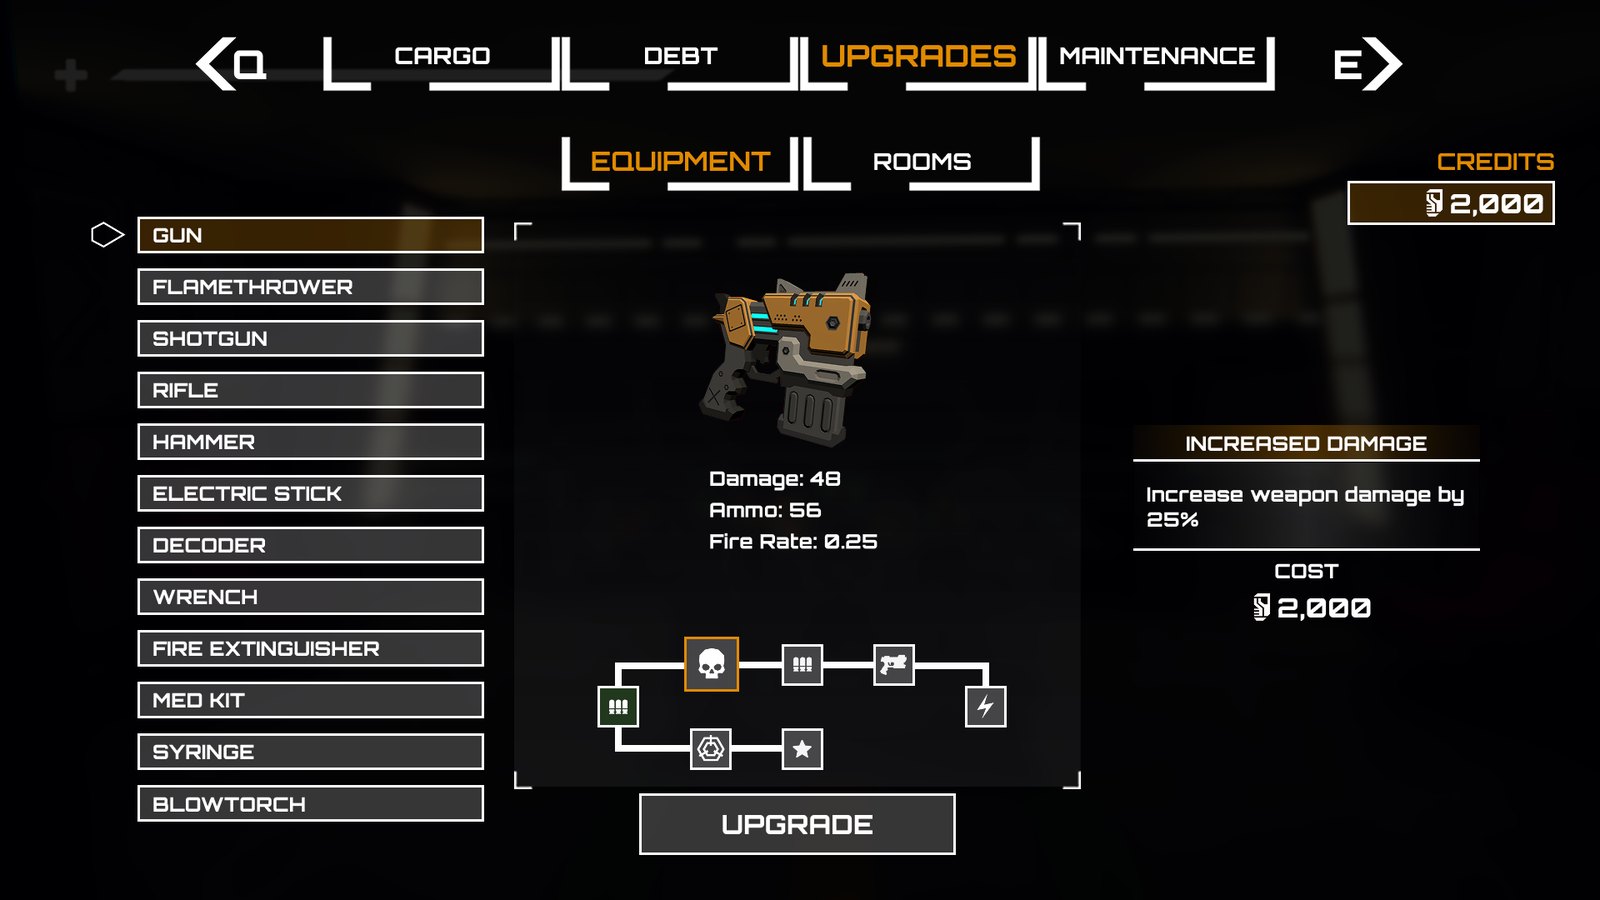 Q
CARGO
DEBT
UPGRADES
MAINTENANCE
E
EQUIPMENT
ROOMS
CREDITS
2,000
GUN
FLAMETHROWER
SHOTGUN
RIFLE
HAMMER
ELECTRIC STICK
DECODER
WRENCH
FIRE EXTINGUISHER
MED KIT
SYRINGE
BLOWTORCH
Damage: 48
Ammo: 56
Fire Rate: 0.25
INCREASED DAMAGE
Increase weapon damage by
25%
COST
2,000
UPGRADE